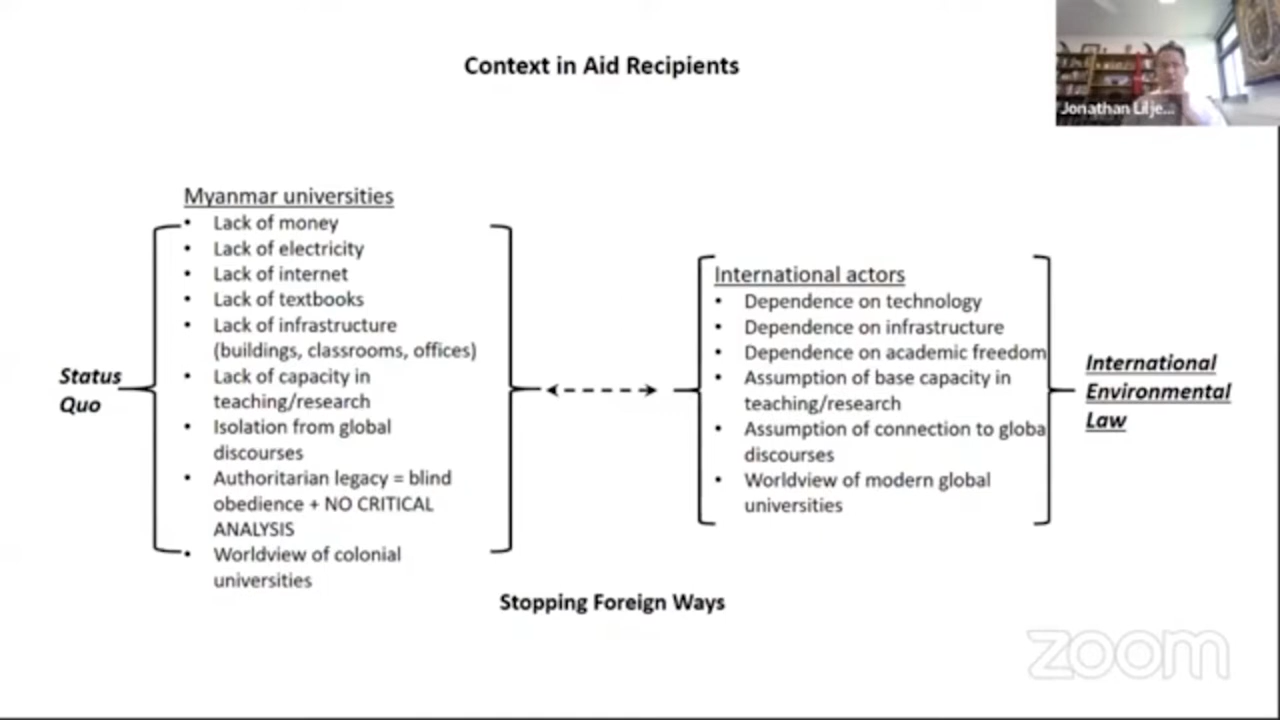 Context in Aid Recipients
Jonathan Lilje...
Myanmar universities
• Lack of money
• Lack of electricity
• Lack of internet
• Lack of textbooks
• Lack of infrastructure
(buildings, classrooms, offices)
• Lack of capacity in
teaching/research
• Isolation from global
discourses
• Authoritarian legacy = blind
obedience + NO CRITICAL
ANALYSIS
• Worldview of colonial
universities
Status
Quo
International actors
• Dependence on technology
• Dependence on infrastructure
• Dependence on academic freedom
• Assumption of base capacity in
teaching/research
• Assumption of connection to globa
discourses
• Worldview of modern global
universities
International
Environmental
Law
Stopping Foreign Ways
zoom